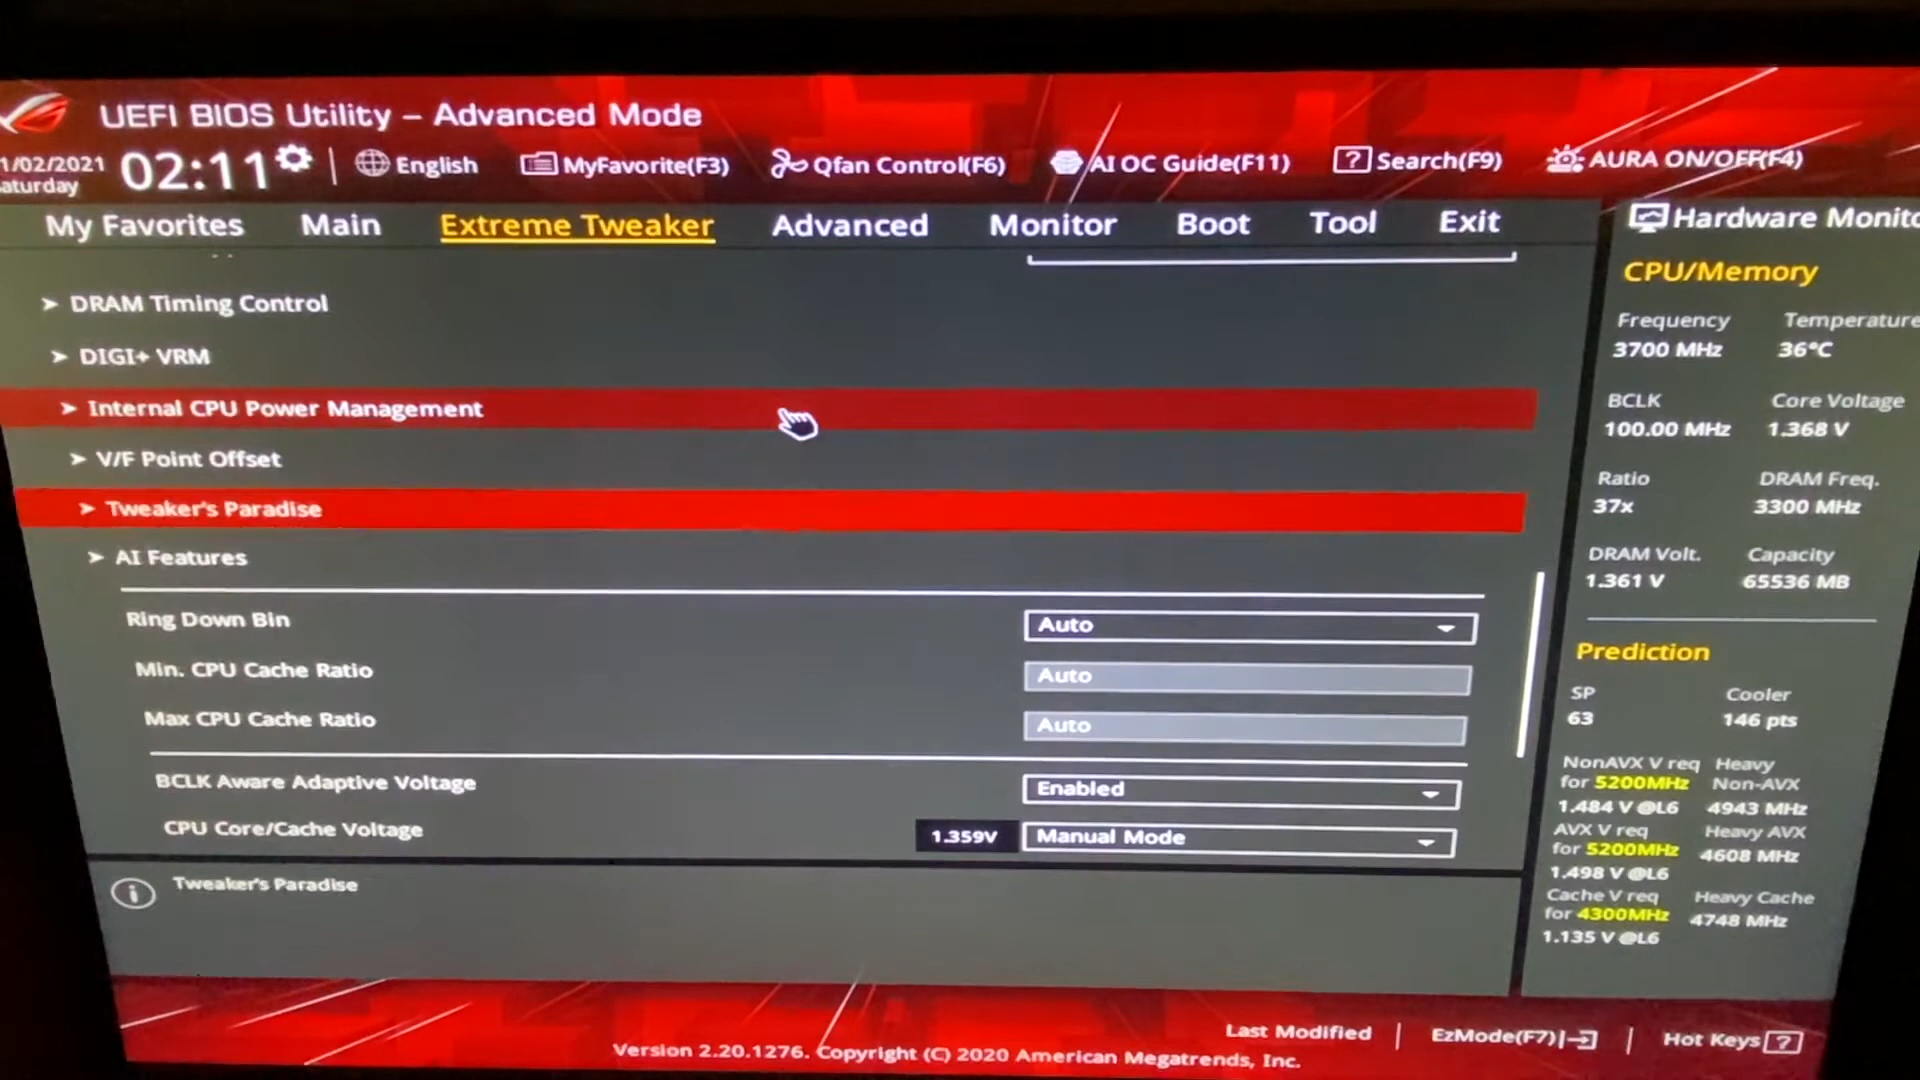 UEFI BIOS Utility – Advanced Mode
1/02/2021
aturday
02:11
English
MyFavorite(F3)
Qfan Control(F6)
AI OC Guide(F11)
Search(F9)
AURA ON/OFF(F4)
My Favorites
Main
Extreme Tweaker
Advanced
Monitor
Boot
Tool
Exit
> DRAM Timing Control
> DIGI+ VRM
> Internal CPU Power Management
> V/F Point Offset
> Tweaker's Paradise
> AI Features
Ring Down Bin
Auto
Min. CPU Cache Ratio
Auto
Max CPU Cache Ratio
Auto
BCLK Aware Adaptive Voltage
Enabled
CPU Core/Cache Voltage
1.359V
Manual Mode
Tweaker's Paradise
Hardware Monito
CPU/Memory
Frequency Temperature
3700 MHz 36°C
BCLK Core Voltage
100.00 MHz 1.368 V
Ratio DRAM Freq.
37x 3300 MHz
DRAM Volt. Capacity
1.361 V 65536 MB
Prediction
SP Cooler
63 146 pts
NonAVX V req Heavy
for 5200MHz Non-AVX
1.484 V @L6 4943 MHz
AVX V req Heavy AVX
for 5200MHz 4608 MHz
1.498 V @L6
Cache V req Heavy Cache
for 4300MHz 4748 MHz
1.135 V @L6
Last Modified
EzMode(F7)
Hot Keys ?
Version 2.20.1276. Copyright (C) 2020 American Megatrends, Inc.